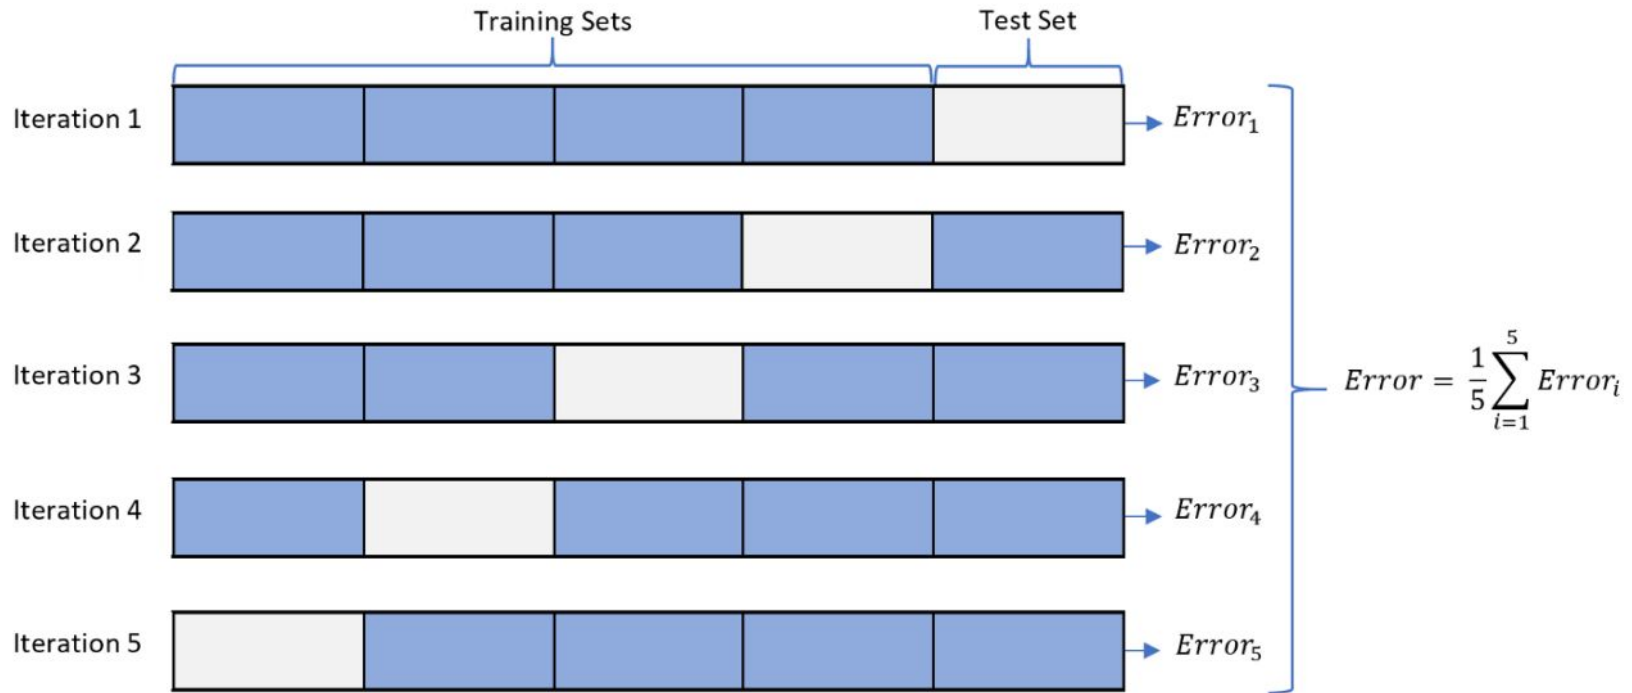 Training Sets
Test Set
Iteration 1
Error₁
Iteration 2
Error₂
Iteration 3
Error₃
Error = 1/5 ∑ᵢ₌₁⁵ Errorᵢ
Iteration 4
Error₄
Iteration 5
Error₅